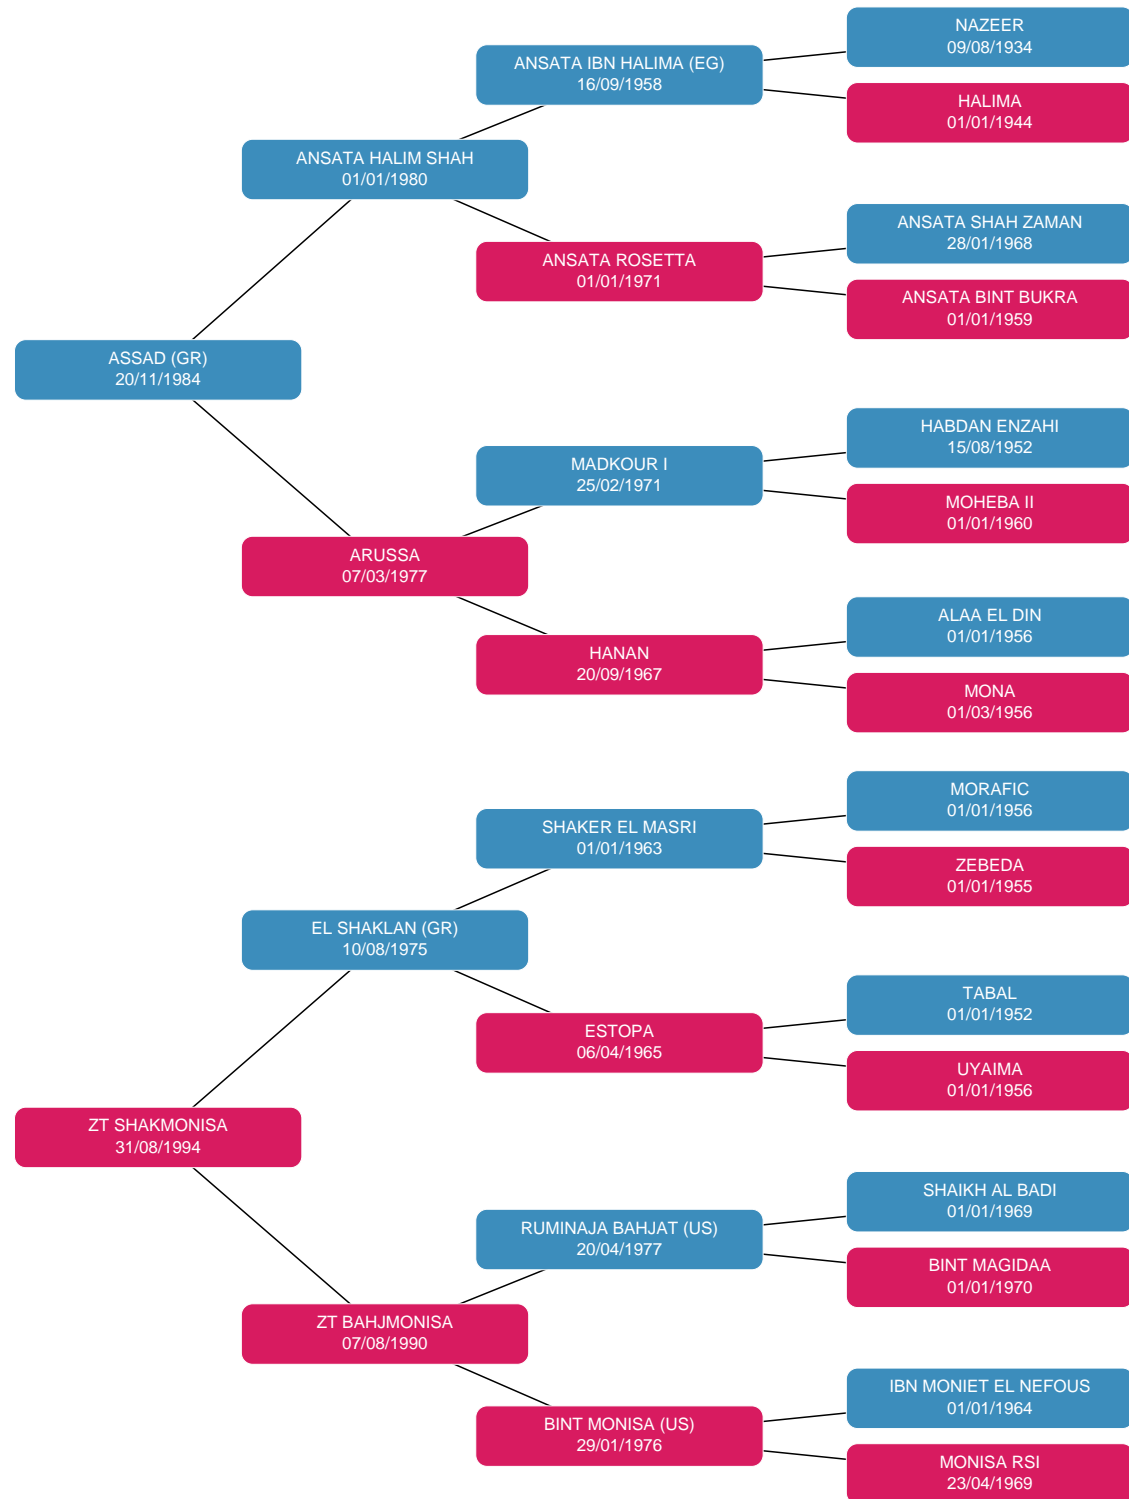 NAZEER
09/08/1934
ANSATA IBN HALIMA (EG)
16/09/1958
HALIMA
01/01/1944
ANSATA HALIM SHAH
01/01/1980
ANSATA SHAH ZAMAN
28/01/1968
ANSATA ROSETTA
01/01/1971
ANSATA BINT BUKRA
01/01/1959
ASSAD (GR)
20/11/1984
HABDAN ENZAHI
15/08/1952
MADKOUR I
25/02/1971
MOHEBA II
01/01/1960
ARUSSA
07/03/1977
ALAA EL DIN
01/01/1956
HANAN
20/09/1967
MONA
01/03/1956
MORAFIC
01/01/1956
SHAKER EL MASRI
01/01/1963
ZEBEDA
01/01/1955
EL SHAKLAN (GR)
10/08/1975
TABAL
01/01/1952
ESTOPA
06/04/1965
UYAIMA
01/01/1956
ZT SHAKMONISA
31/08/1994
SHAIKH AL BADI
01/01/1969
RUMINAJA BAHJAT (US)
20/04/1977
BINT MAGIDAA
01/01/1970
ZT BAHJMONISA
07/08/1990
IBN MONIET EL NEFOUS
01/01/1964
BINT MONISA (US)
29/01/1976
MONISA RSI
23/04/1969